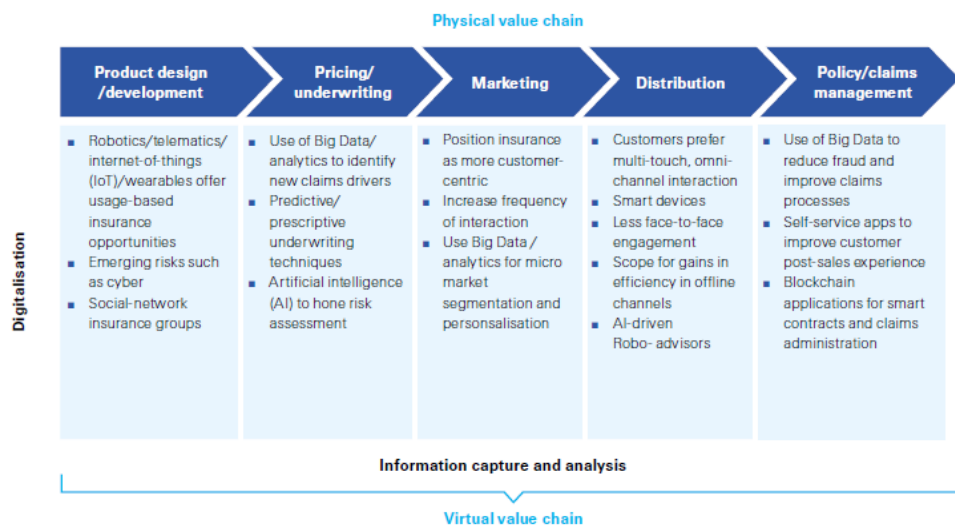 Physical value chain
Product design
/development
Pricing/
underwriting
Marketing
Distribution
Policy/claims
management
Digitalisation
■ Robotics/telematics/
internet-of-things
(IoT)/wearables offer
usage-based
insurance
opportunities
■ Emerging risks such
as cyber
■ Social-network
insurance groups
■ Use of Big Data/
analytics to identify
new claims drivers
■ Predictive/
prescriptive
underwriting
techniques
■ Artificial intelligence
(AI) to hone risk
assessment
■ Position insurance
as more customer-
centric
■ Increase frequency
of interaction
■ Use Big Data /
analytics for micro
market
segmentation and
personsalisation
■ Customers prefer
multi-touch, omni-
channel interaction
■ Smart devices
■ Less face-to-face
engagement
■ Scope for gains in
efficiency in offline
channels
■ AI-driven
Robo- advisors
■ Use of Big Data to
reduce fraud and
improve claims
processes
■ Self-service apps to
improve customer
post-sales experience
■ Blockchain
applications for smart
contracts and claims
administration
Information capture and analysis
Virtual value chain